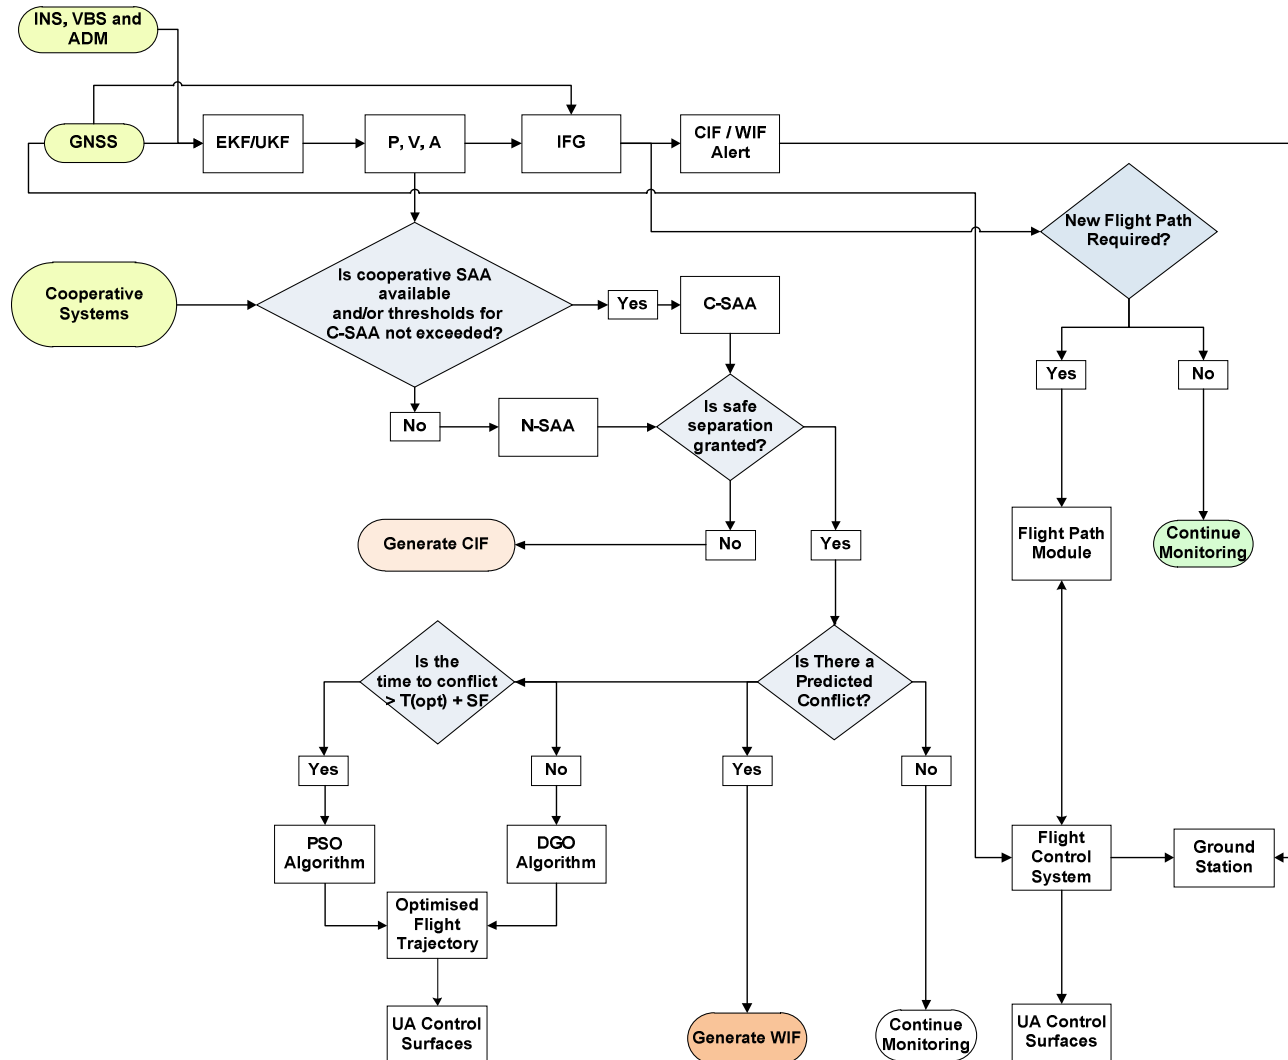 INS, VBS and
ADM
GNSS
EKF/UKF
P, V, A
IFG
CIF / WIF
Alert
New Flight Path
Required?
Cooperative
Systems
Is cooperative SAA
available
and/or thresholds for
C-SAA not exceeded?
Yes
C-SAA
Yes
No
No
N-SAA
Is safe
separation
granted?
Generate CIF
No
Yes
Flight Path
Module
Continue
Monitoring
Is the
time to conflict
> T(opt) + SF
Is There a
Predicted
Conflict?
Yes
No
Yes
No
PSO
Algorithm
DGO
Algorithm
Flight
Control
System
Ground
Station
Optimised
Flight
Trajectory
UA Control
Surfaces
Generate WIF
Continue
Monitoring
UA Control
Surfaces